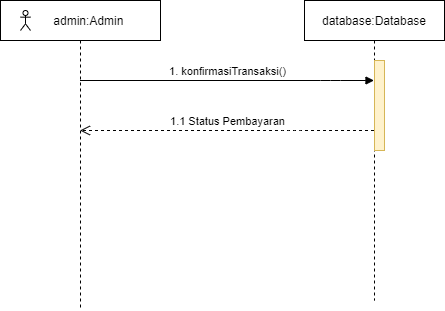 admin:Admin
database:Database
1. konfirmasiTransaksi()
1.1 Status Pembayaran